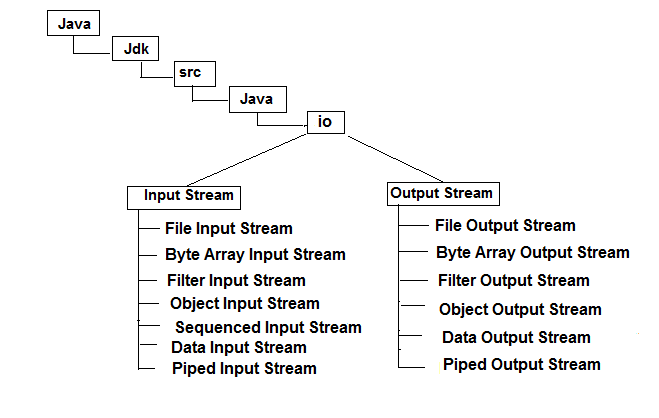 Java
Jdk
src
Java
io
Input Stream
File Input Stream
Byte Array Input Stream
Filter Input Stream
Object Input Stream
Sequenced Input Stream
Data Input Stream
Piped Input Stream
Output Stream
File Output Stream
Byte Array Output Stream
Filter Output Stream
Object Output Stream
Data Output Stream
Piped Output Stream